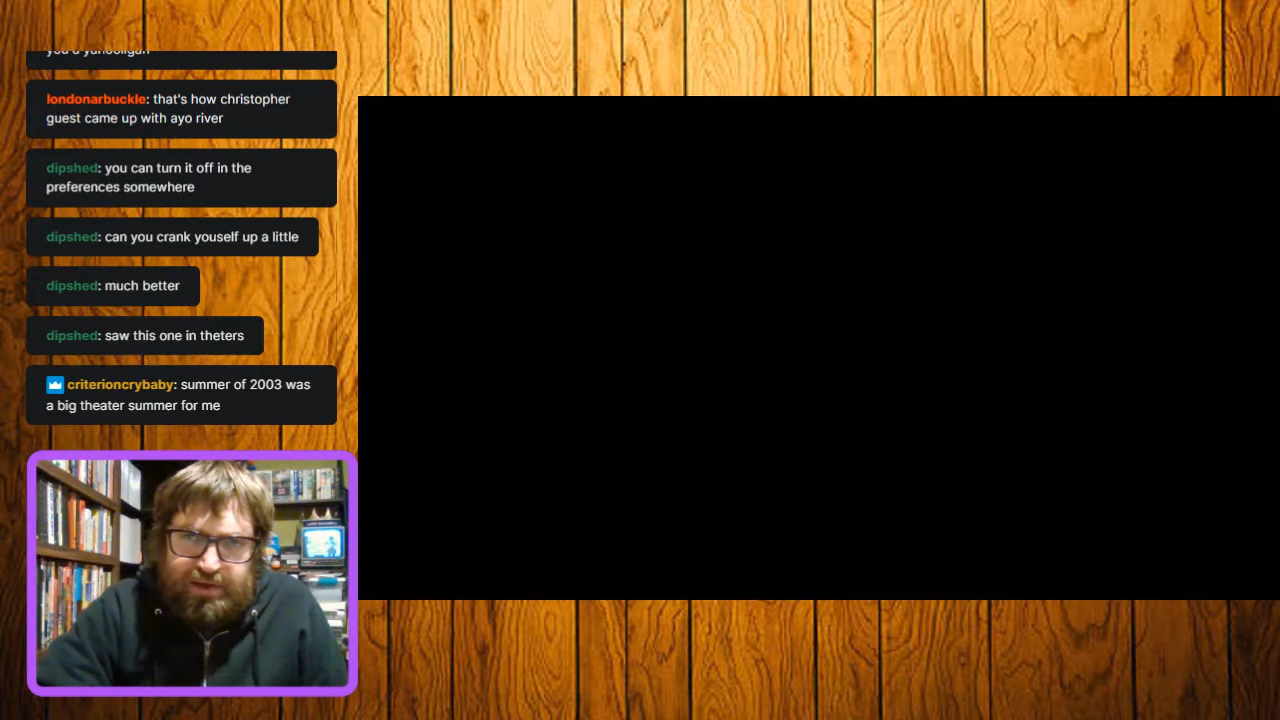 you'd yahooligan
londonarbuckle: that's how christopher
guest came up with ayo river
dipshed: you can turn it off in the
preferences somewhere
dipshed: can you crank youself up a little
dipshed: much better
dipshed: saw this one in theters
criterioncrybaby: summer of 2003 was
a big theater summer for me